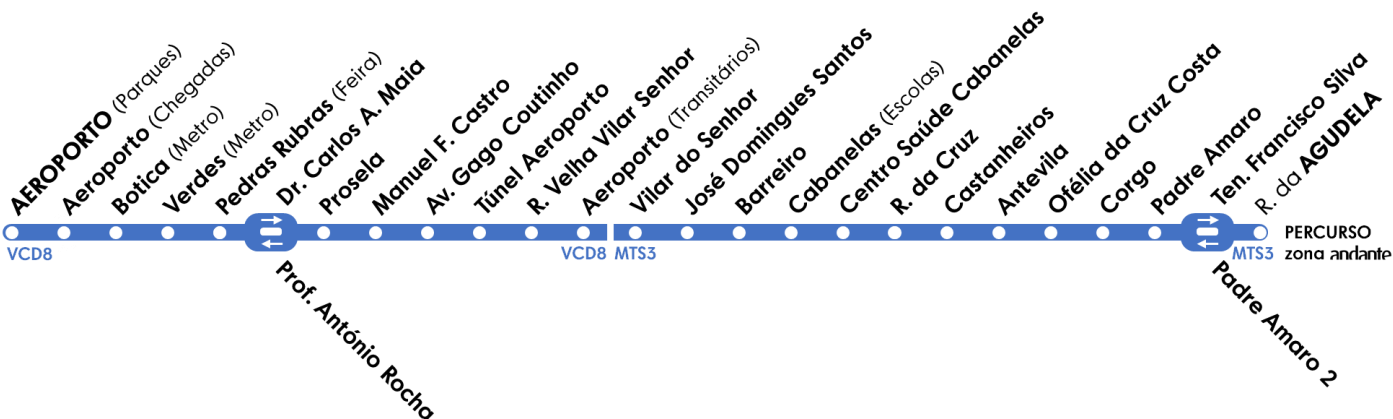 AEROPORTO (Parques)
Aeroporto (Chegadas)
Botica (Metro)
Verdes (Metro)
Pedras Rubras (Feira)
Dr. Carlos A. Maia
Prosela
Manuel F. Castro
Av. Gago Coutinho
Túnel Aeroporto
R. Velha Vilar Senhor
Aeroporto (Transitários)
Vilar do Senhor
José Domingues Santos
Barreiro
Cabanelas (Escolas)
Centro Saúde Cabanelas
R. da Cruz
Castanheiros
Antevila
Ofélia da Cruz Costa
Corgo
Padre Amaro
Ten. Francisco Silva
R. da AGUDELA
PERCURSO
VCD8
VCD8
MTS3
MTS3
zona andante
Prof. António Rocha
Padre Amaro 2